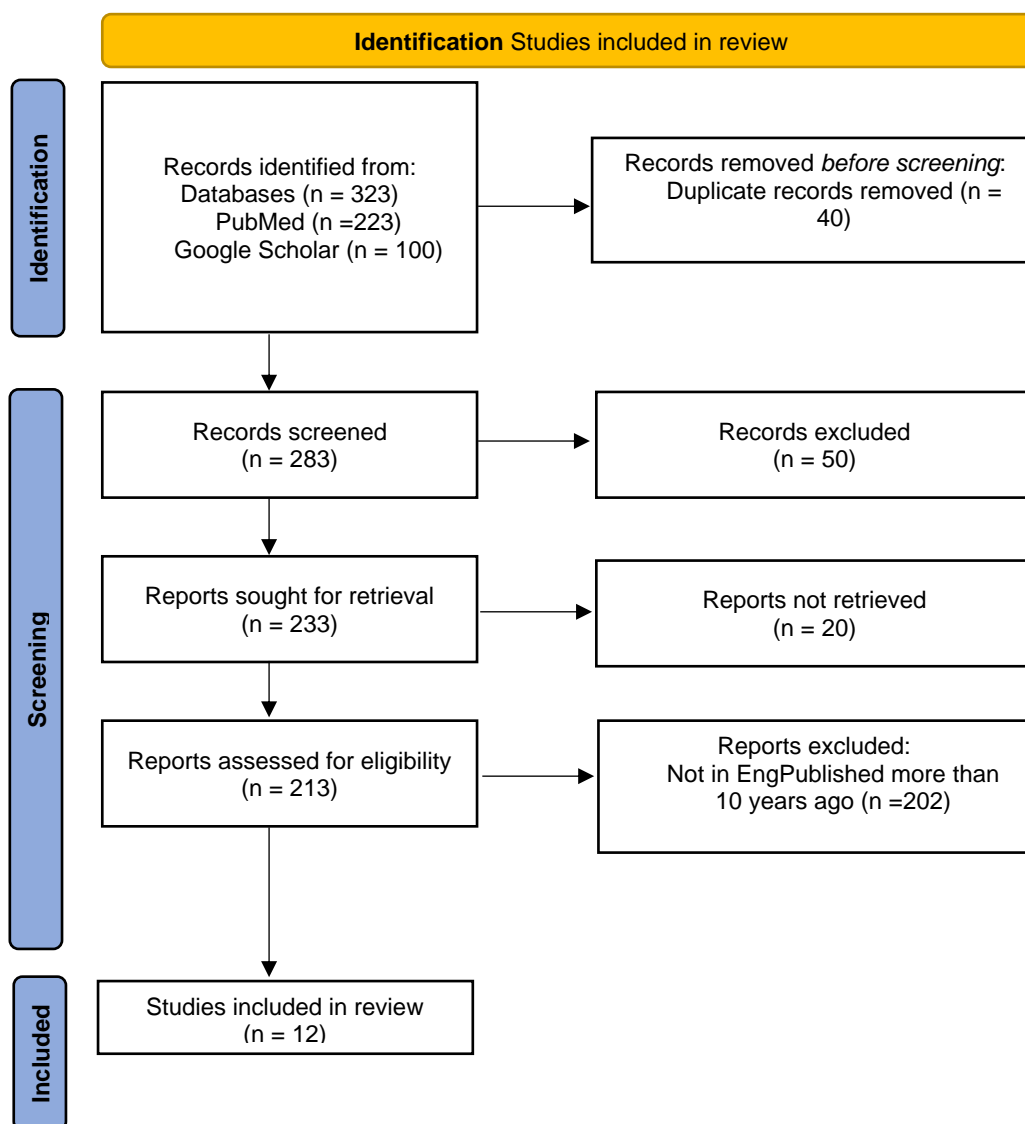 Identification Studies included in review
Identification
Records identified from:
Databases (n = 323)
PubMed (n =223)
Google Scholar (n = 100)
Records removed before screening:
Duplicate records removed (n =
40)
Screening
Records screened
(n = 283)
Records excluded
(n = 50)
Reports sought for retrieval
(n = 233)
Reports not retrieved
(n = 20)
Reports assessed for eligibility
(n = 213)
Reports excluded:
Not in EngPublished more than
10 years ago (n =202)
Included
Studies included in review
(n = 12)